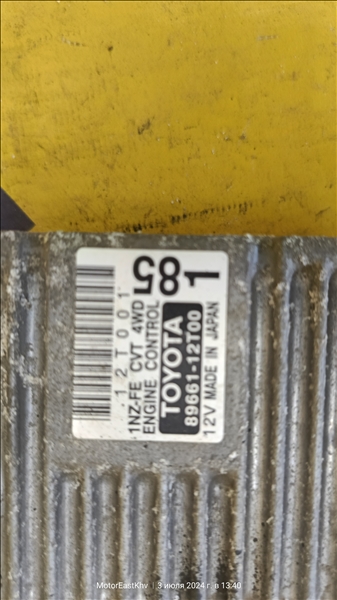 12T001
1NZ-FE CVT 4WD 58
ENGINE CONTROL 1
TOYOTA
89661-12T00
12V MADE IN JAPAN
MotorEastKhv | 3 июля 2024 г. в 13:40